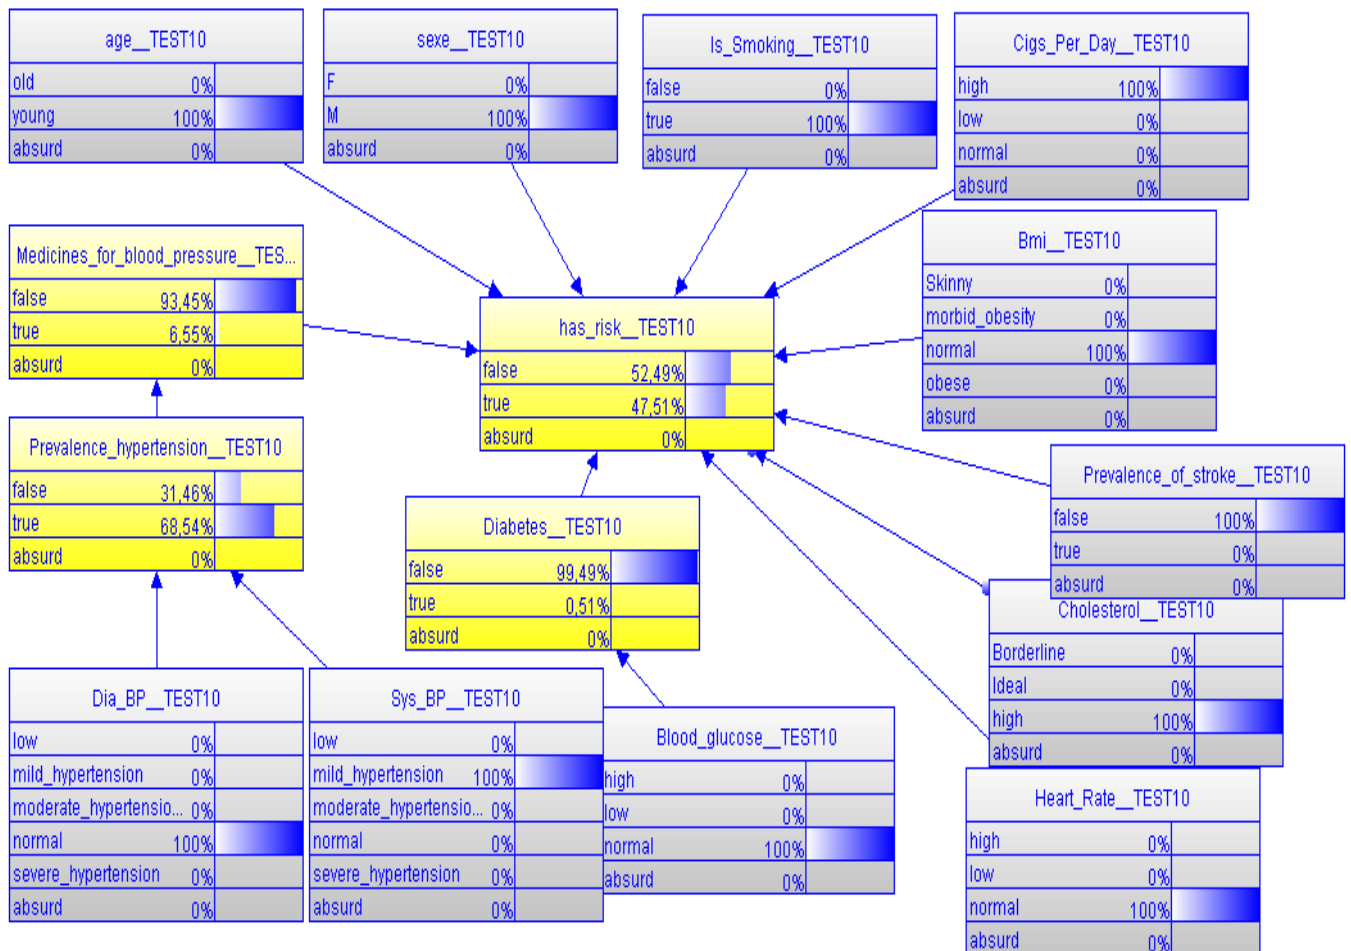 age__TEST10
old 0%
young 100%
absurd 0%
sexe__TEST10
F 0%
M 100%
absurd 0%
Is_Smoking__TEST10
false 0%
true 100%
absurd 0%
Cigs_Per_Day__TEST10
high 100%
low 0%
normal 0%
absurd 0%
Medicines_for_blood_pressure__TES...
false 93,45%
true 6,55%
absurd 0%
has_risk__TEST10
false 52,49%
true 47,51%
absurd 0%
Bmi__TEST10
Skinny 0%
morbid_obesity 0%
normal 100%
obese 0%
absurd 0%
Prevalence_hypertension__TEST10
false 31,46%
true 68,54%
absurd 0%
Diabetes__TEST10
false 99,49%
true 0,51%
absurd 0%
Prevalence_of_stroke__TEST10
false 100%
true 0%
absurd 0%
Cholesterol__TEST10
Borderline 0%
Ideal 0%
high 100%
absurd 0%
Dia_BP__TEST10
low 0%
mild_hypertension 0%
moderate_hypertensio... 0%
normal 100%
severe_hypertension 0%
absurd 0%
Sys_BP__TEST10
low 0%
mild_hypertension 100%
moderate_hypertensio... 0%
normal 0%
severe_hypertension 0%
absurd 0%
Blood_glucose__TEST10
high 0%
low 0%
normal 100%
absurd 0%
Heart_Rate__TEST10
high 0%
low 0%
normal 100%
absurd 0%